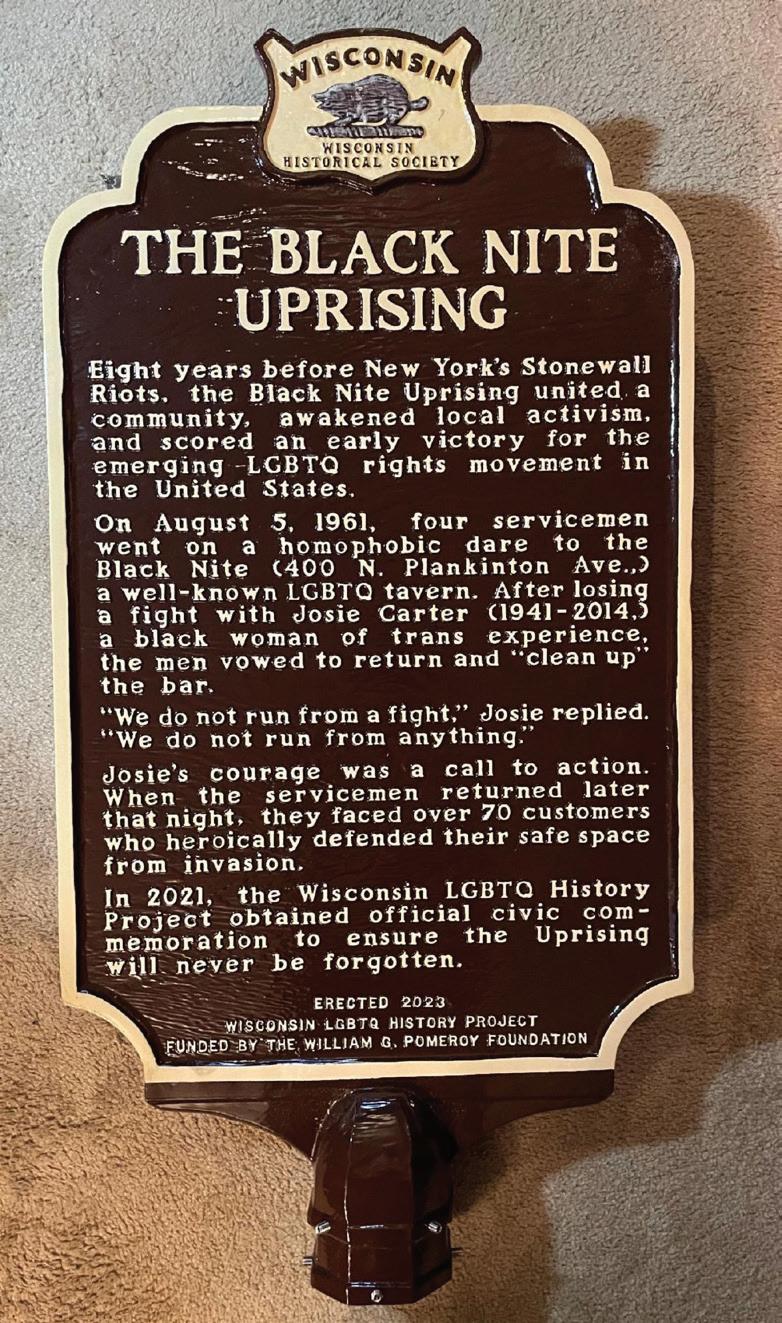 WISCONSIN
WISCONSIN
HISTORICAL SOCIETY
THE BLACK NITE
UPRISING
Eight years before New York's Stonewall
Riots, the Black Nite Uprising united a
community, awakened local activism,
and scored an early victory for the
emerging LGBTQ rights movement in
the United States.
On August 5, 1961, four servicemen
went on a homophobic dare to the
Black Nite (400 N. Plankinton Ave.,)
a well-known LGBTQ tavern. After losing
a fight with Josie Carter (1941-2014,)
a black woman of trans experience,
the men vowed to return and "clean up"
the bar.
"We do not run from a fight," Josie replied.
"We do not run from anything."
Josie's courage was a call to action.
When the servicemen returned later
that night, they faced over 70 customers
who heroically defended their safe space
from invasion.
In 2021, the Wisconsin LGBTQ History
Project obtained official civic com-
memoration to ensure the Uprising
will never be forgotten.
ERECTED 2023
WISCONSIN LGBTQ HISTORY PROJECT
FUNDED BY THE WILLIAM G. POMEROY FOUNDATION